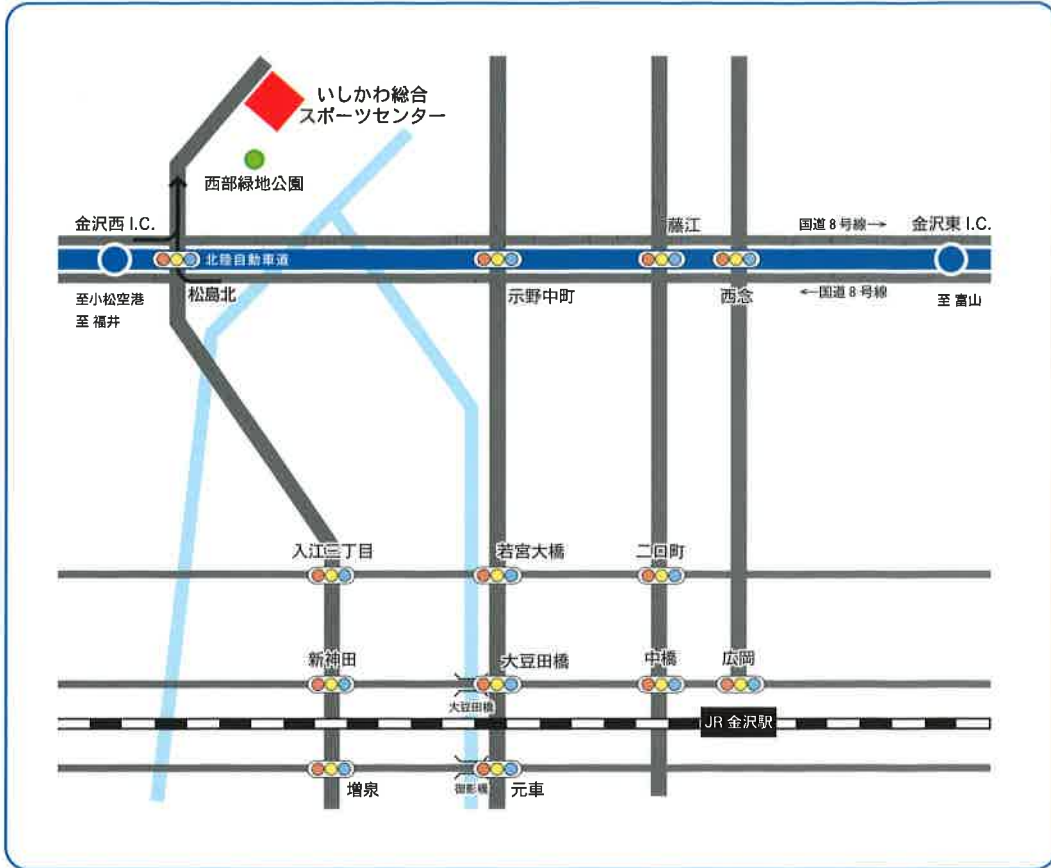 いしかわ総合
スポーツセンター
西部緑地公園
金沢西 I.C.
藤江
国道8号線→
金沢東 I.C.
北陸自動車道
至小松空港
至 福井
松島北
示野中町
西念
←国道8号線
至 富山
入江三丁目
若宮大橋
二口町
新神田
大豆田橋
中橋
広岡
大豆田橋
JR 金沢駅
増泉
御影橋
元車